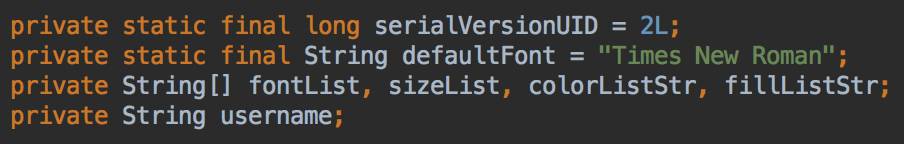 private static final long serialVersionUID = 2L;
private static final String defaultFont = "Times New Roman";
private String[] fontList, sizeList, colorListStr, fillListStr;
private String username;